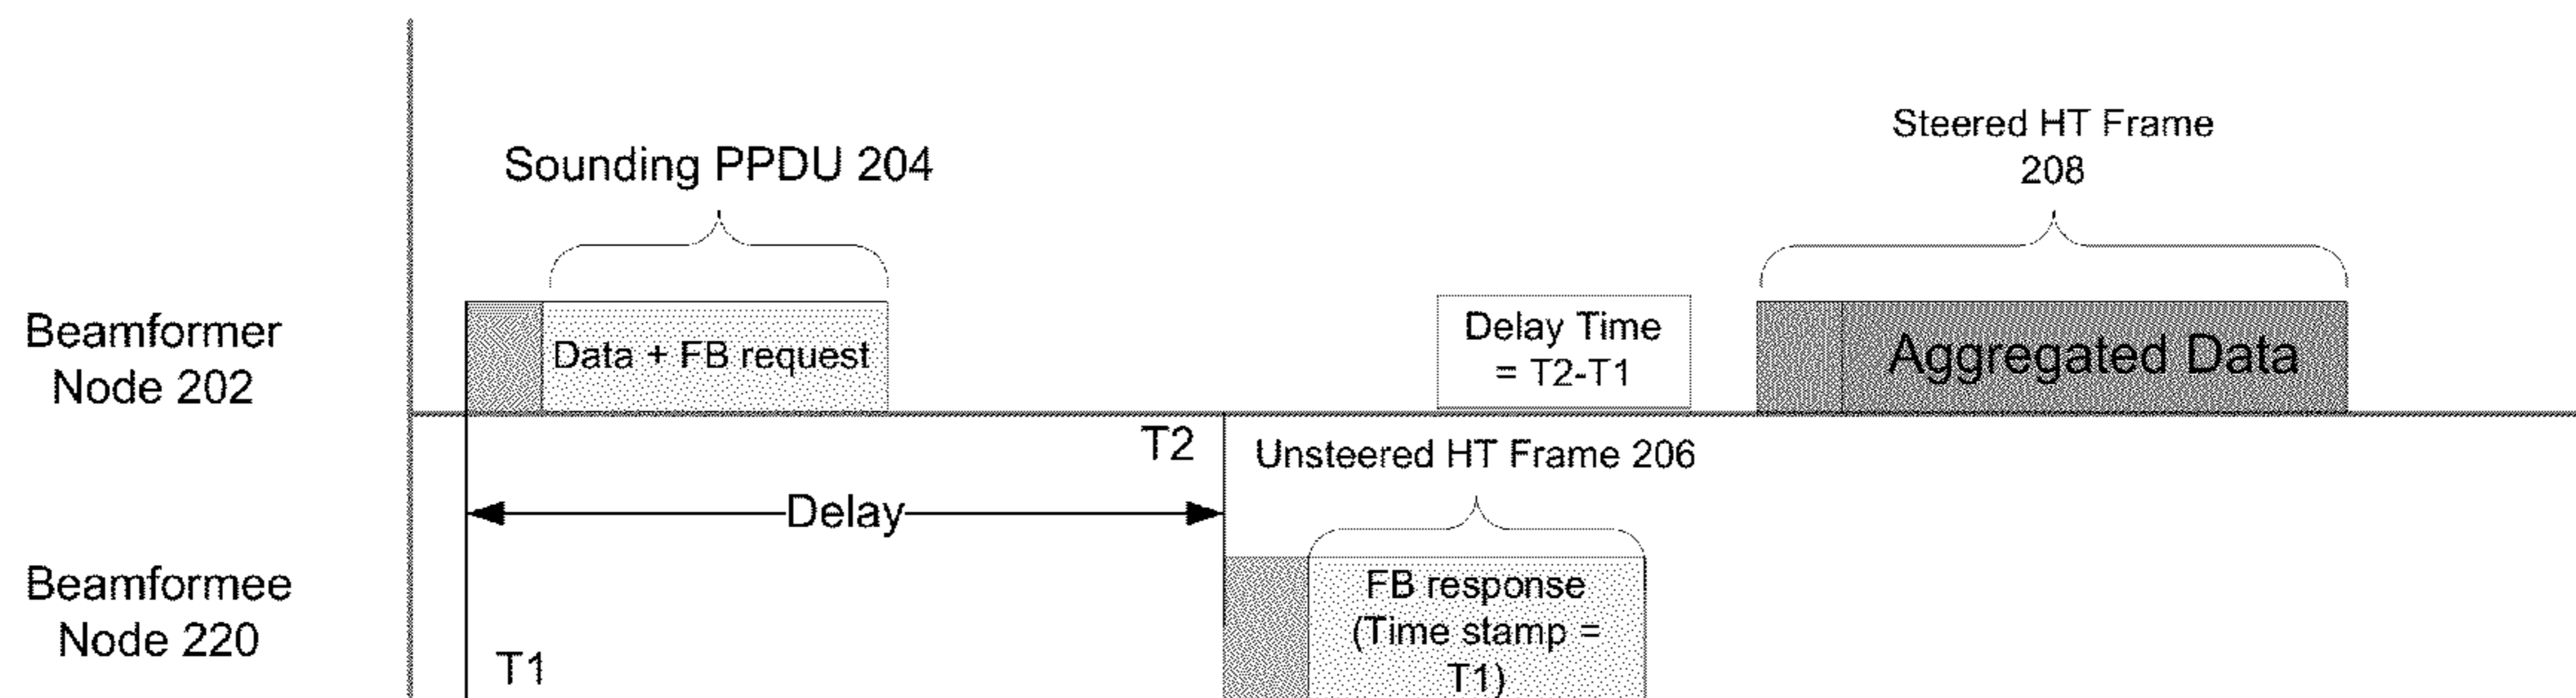 Steered HT Frame
208
Sounding PPDU 204
Beamformer
Node 202
Data + FB request
Delay Time
= T2-T1
Aggregated Data
T2
Unsteered HT Frame 206
Delay
Beamformee
Node 220
FB response
(Time stamp =
T1)
T1